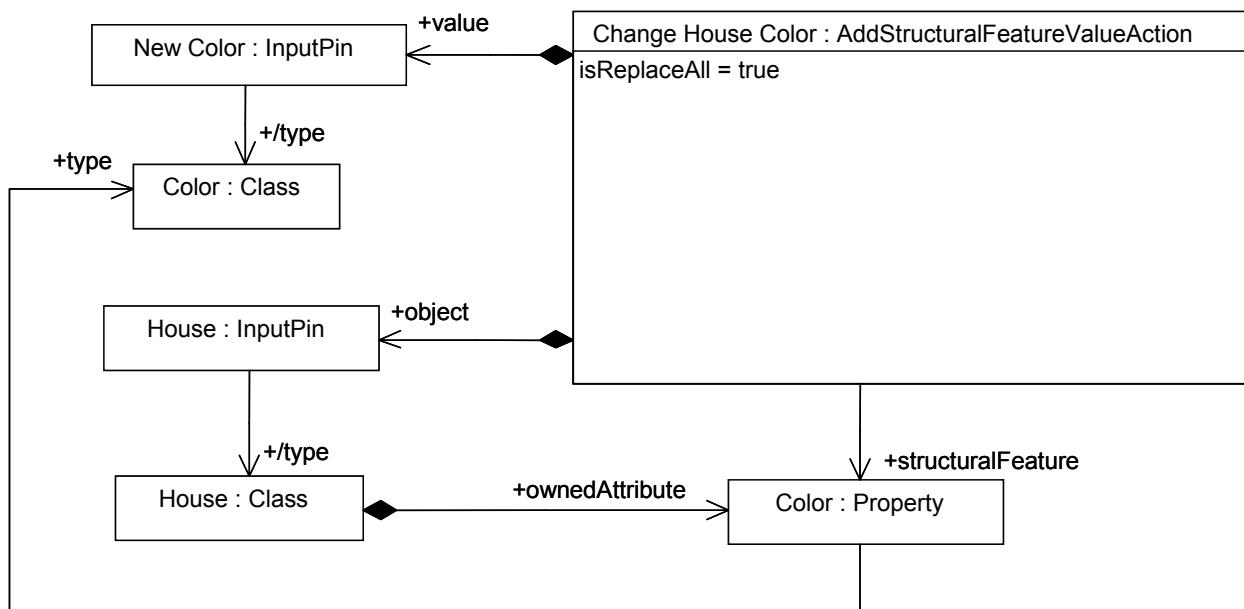 +value
New Color : InputPin
Change House Color : AddStructuralFeatureValueAction
isReplaceAll = true
+/type
+type
Color : Class
+object
House : InputPin
+/type
+structuralFeature
House : Class
+ownedAttribute
Color : Property